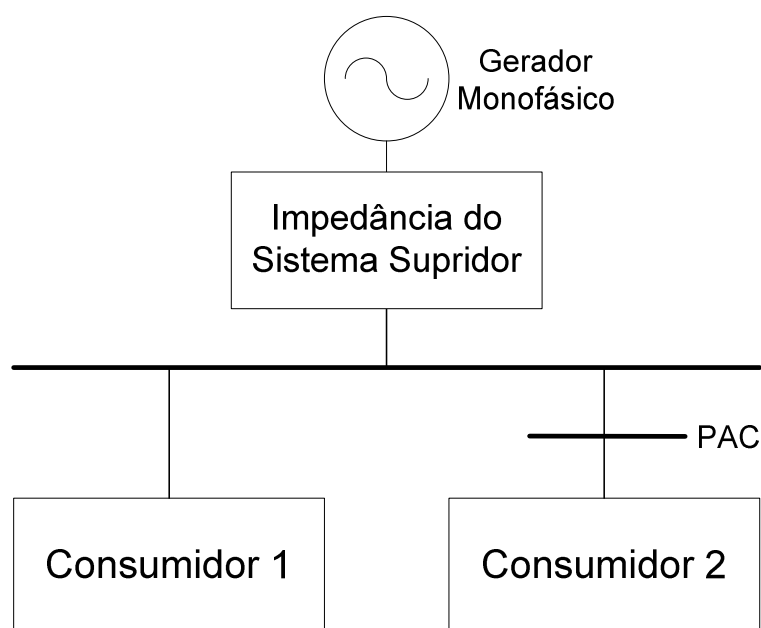 Gerador
Monofásico
Impedância do
Sistema Supridor
PAC
Consumidor 1
Consumidor 2